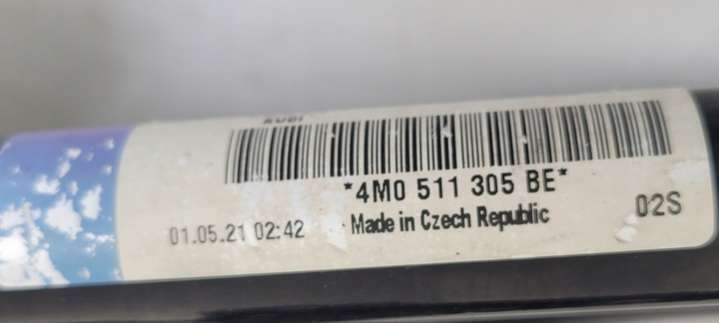 *4M0 511 305 BE*
01.05.21 02:42
Made in Czech Republic
02S